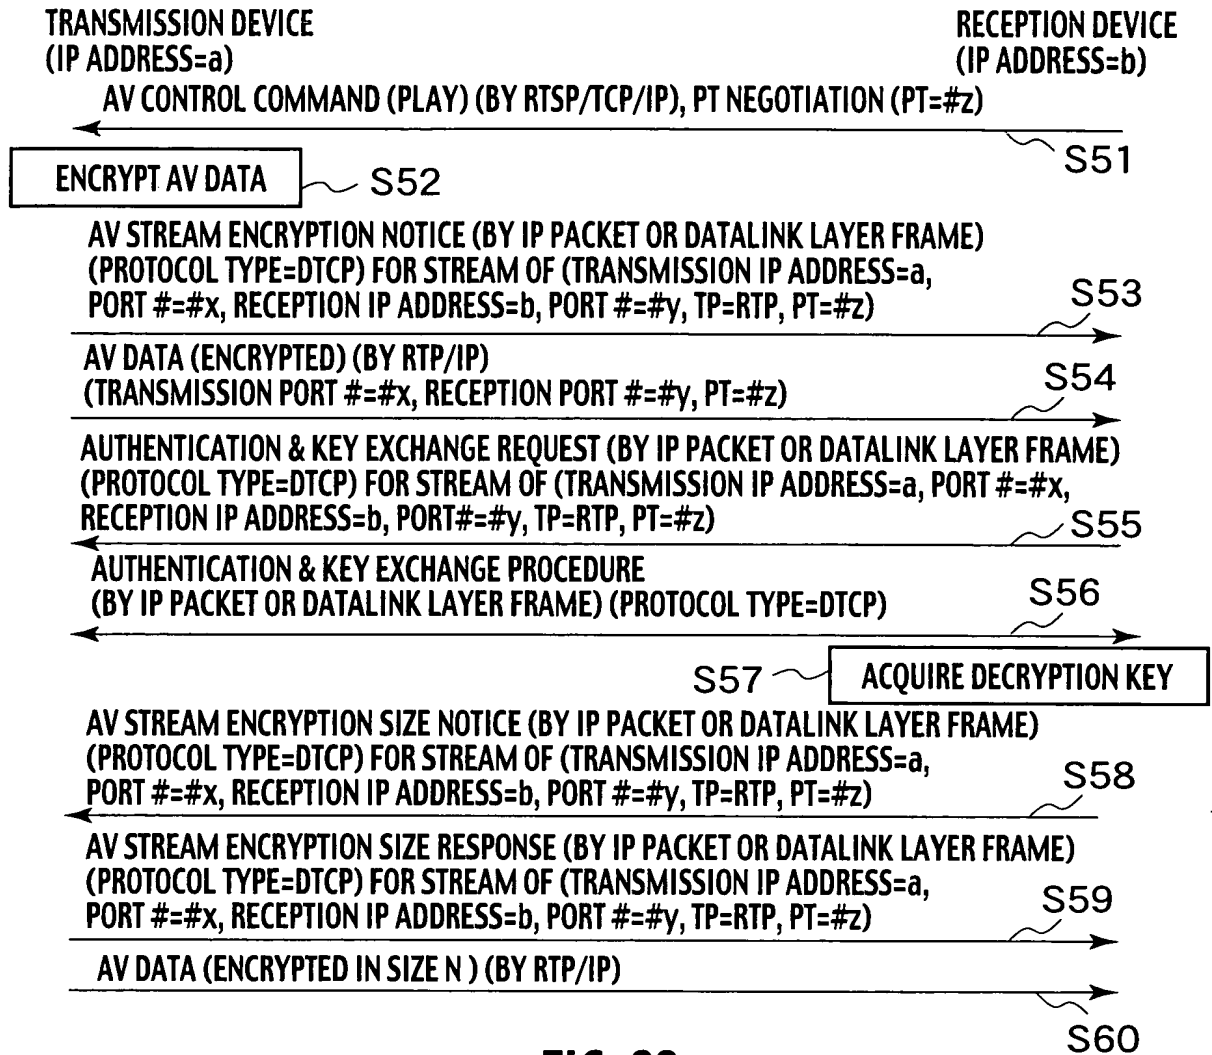 TRANSMISSION DEVICE
(IP ADDRESS=a)
RECEPTION DEVICE
(IP ADDRESS=b)
AV CONTROL COMMAND (PLAY) (BY RTSP/TCP/IP), PT NEGOTIATION (PT=#z)
S51
ENCRYPT AV DATA
S52
AV STREAM ENCRYPTION NOTICE (BY IP PACKET OR DATALINK LAYER FRAME)
(PROTOCOL TYPE=DTCP) FOR STREAM OF (TRANSMISSION IP ADDRESS=a,
PORT #=#x, RECEPTION IP ADDRESS=b, PORT #=#y, TP=RTP, PT=#z)
S53
AV DATA (ENCRYPTED) (BY RTP/IP)
(TRANSMISSION PORT #=#x, RECEPTION PORT #=#y, PT=#z)
S54
AUTHENTICATION & KEY EXCHANGE REQUEST (BY IP PACKET OR DATALINK LAYER FRAME)
(PROTOCOL TYPE=DTCP) FOR STREAM OF (TRANSMISSION IP ADDRESS=a, PORT #=#x,
RECEPTION IP ADDRESS=b, PORT#=#y, TP=RTP, PT=#z)
S55
AUTHENTICATION & KEY EXCHANGE PROCEDURE
(BY IP PACKET OR DATALINK LAYER FRAME) (PROTOCOL TYPE=DTCP)
S56
S57
ACQUIRE DECRYPTION KEY
AV STREAM ENCRYPTION SIZE NOTICE (BY IP PACKET OR DATALINK LAYER FRAME)
(PROTOCOL TYPE=DTCP) FOR STREAM OF (TRANSMISSION IP ADDRESS=a,
PORT #=#x, RECEPTION IP ADDRESS=b, PORT #=#y, TP=RTP, PT=#z)
S58
AV STREAM ENCRYPTION SIZE RESPONSE (BY IP PACKET OR DATALINK LAYER FRAME)
(PROTOCOL TYPE=DTCP) FOR STREAM OF (TRANSMISSION IP ADDRESS=a,
PORT #=#x, RECEPTION IP ADDRESS=b, PORT #=#y, TP=RTP, PT=#z)
S59
AV DATA (ENCRYPTED IN SIZE N ) (BY RTP/IP)
S60